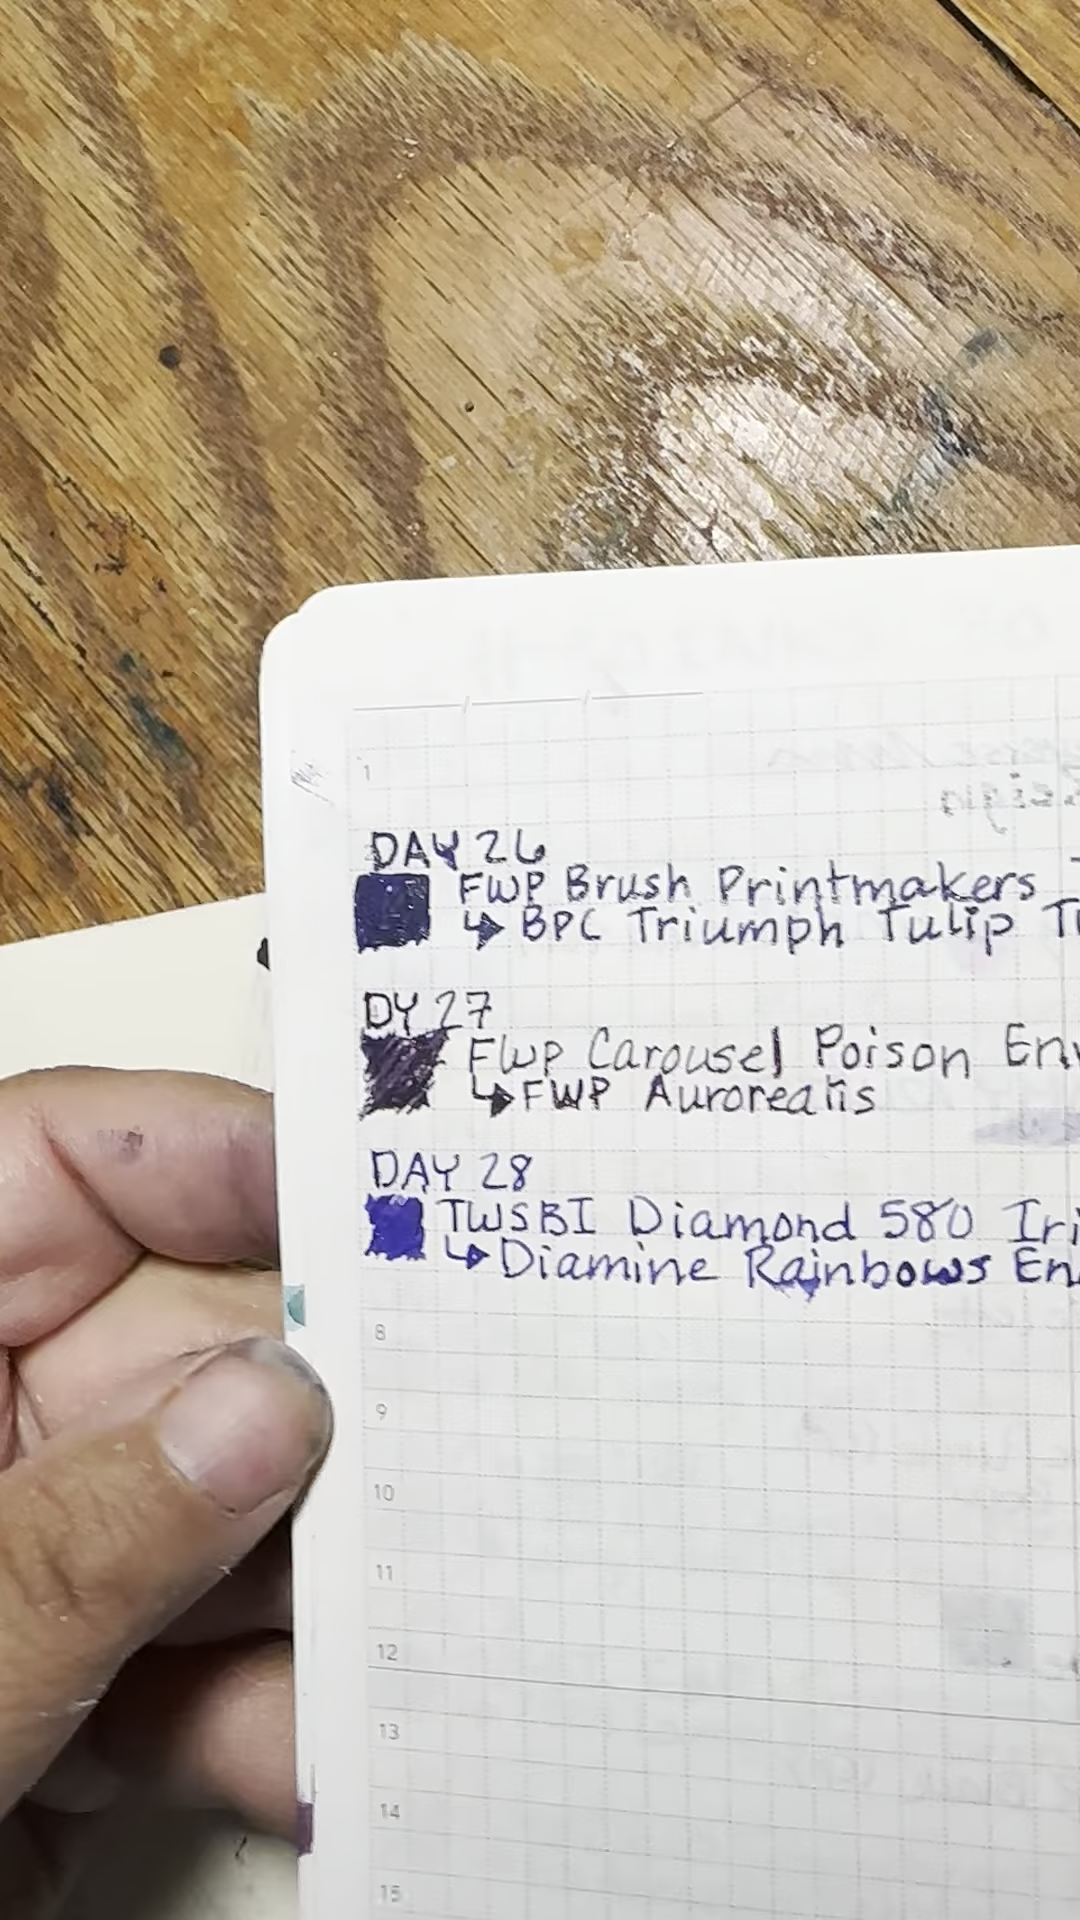 1
DAY 26
FWP Brush Printmakers
↳ BPC Triumph Tulip
DY 27
FWP Carousel Poison
↳ FWP Aurorealis
DAY 28
TWSBI Diamond 580
↳ Diamine Rainbows
8
9
10
11
12
13
14
15